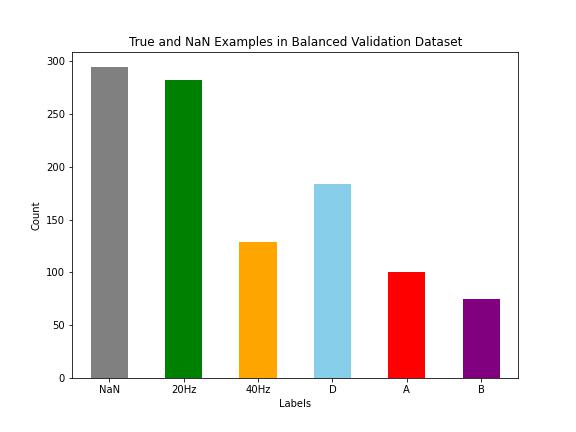 True and NaN Examples in Balanced Validation Dataset
300
250
200
150
100
50
0
Count
NaN 20Hz 40Hz D A B
Labels